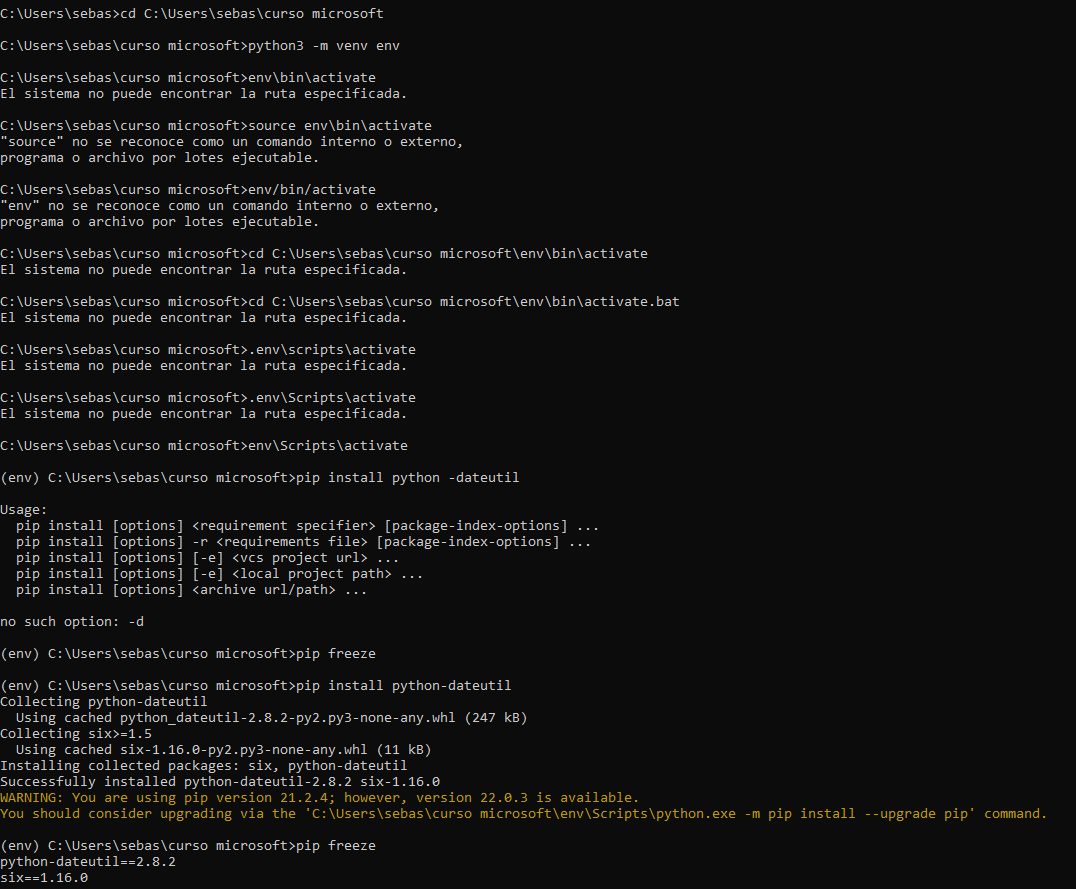 C:\Users\sebas>cd C:\Users\sebas\curso microsoft
C:\Users\sebas\curso microsoft>python3 -m venv env
C:\Users\sebas\curso microsoft>env\bin\activate
El sistema no puede encontrar la ruta especificada.
C:\Users\sebas\curso microsoft>source env\bin\activate
"source" no se reconoce como un comando interno o externo,
programa o archivo por lotes ejecutable.
C:\Users\sebas\curso microsoft>env/bin/activate
"env" no se reconoce como un comando interno o externo,
programa o archivo por lotes ejecutable.
C:\Users\sebas\curso microsoft>cd C:\Users\sebas\curso microsoft\env\bin\activate
El sistema no puede encontrar la ruta especificada.
C:\Users\sebas\curso microsoft>cd C:\Users\sebas\curso microsoft\env\bin\activate.bat
El sistema no puede encontrar la ruta especificada.
C:\Users\sebas\curso microsoft>.env\scripts\activate
El sistema no puede encontrar la ruta especificada.
C:\Users\sebas\curso microsoft>.env\Scripts\activate
El sistema no puede encontrar la ruta especificada.
C:\Users\sebas\curso microsoft>env\Scripts\activate
(env) C:\Users\sebas\curso microsoft>pip install python -dateutil
Usage:
  pip install [options] <requirement specifier> [package-index-options] ...
  pip install [options] -r <requirements file> [package-index-options] ...
  pip install [options] [-e] <vcs project url> ...
  pip install [options] [-e] <local project path> ...
  pip install [options] <archive url/path> ...
no such option: -d
(env) C:\Users\sebas\curso microsoft>pip freeze
(env) C:\Users\sebas\curso microsoft>pip install python-dateutil
Collecting python-dateutil
  Using cached python_dateutil-2.8.2-py2.py3-none-any.whl (247 kB)
Collecting six>=1.5
  Using cached six-1.16.0-py2.py3-none-any.whl (11 kB)
Installing collected packages: six, python-dateutil
Successfully installed python-dateutil-2.8.2 six-1.16.0
WARNING: You are using pip version 21.2.4; however, version 22.0.3 is available.
You should consider upgrading via the 'C:\Users\sebas\curso microsoft\env\Scripts\python.exe -m pip install --upgrade pip' command.
(env) C:\Users\sebas\curso microsoft>pip freeze
python-dateutil==2.8.2
six==1.16.0